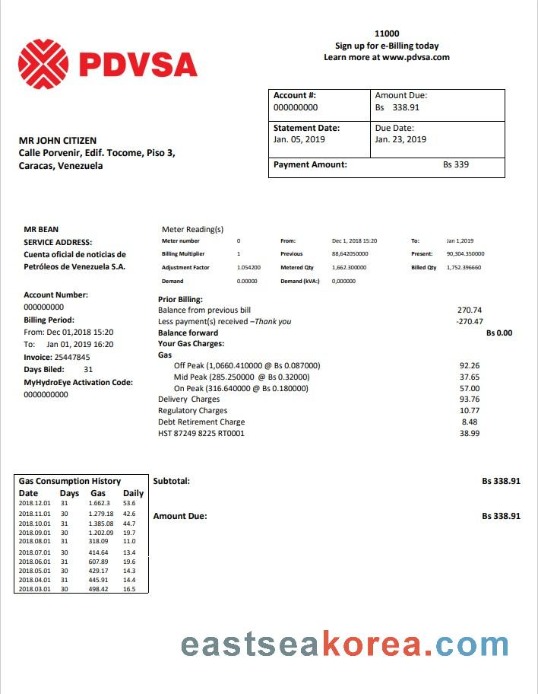 11000
Sign up for e-Billing today
Learn more at www.pdvsa.com
PDVSA
Account #:
000000000
Amount Due:
Bs 338.91
Statement Date:
Jan. 05, 2019
Due Date:
Jan. 23, 2019
Payment Amount: Bs 339
MR JOHN CITIZEN
Calle Porvenir, Edif. Tocome, Piso 3,
Caracas, Venezuela
MR BEAN
SERVICE ADDRESS:
Cuenta oficial de noticias de
Petróleos de Venezuela S.A.
Account Number:
000000000
Billing Period:
From: Dec 01,2018 15:20
To: Jan 01, 2019 16:20
Invoice: 25447845
Days Biled: 31
MyHydroEye Activation Code:
0000000000
Meter Reading(s)
Meter number 0 From: Dec 1, 2018 15:20 To: Jan 1,2019
Billing Multiplier 1 Previous 88,642050000 Present: 90,304.350000
Adjustment Factor 1.054200 Metered Qty 1,662.300000 Billed Qty 1,752.396660
Demand 0.00000 Demand (kVA:) 0,000000
Prior Billing:
Balance from previous bill 270.74
Less payment(s) received –Thank you -270.47
Balance forward Bs 0.00
Your Gas Charges:
Gas
Off Peak (1,0660.410000 @ Bs 0.087000) 92.26
Mid Peak (285.250000 @ Bs 0.32000) 37.65
On Peak (316.640000 @ Bs 0.180000) 57.00
Delivery Charges 93.76
Regulatory Charges 10.77
Debt Retirement Charge 8.48
HST 87249 8225 RT0001 38.99
Gas Consumption History
Date Days Gas Daily
2018.12.01 31 1.662.3 53.6
2018.11.01 30 1.279.18 42.6
2018.10.01 31 1.385.08 44.7
2018.09.01 30 1.202.09 19.7
2018.08.01 31 318.09 11.0
2018.07.01 30 414.64 13.4
2018.06.01 31 607.89 19.6
2018.05.01 30 429.17 14.3
2018.04.01 31 445.91 14.4
2018.03.01 30 498.42 16.5
Subtotal: Bs 338.91
Amount Due: Bs 338.91
eastseakorea.com